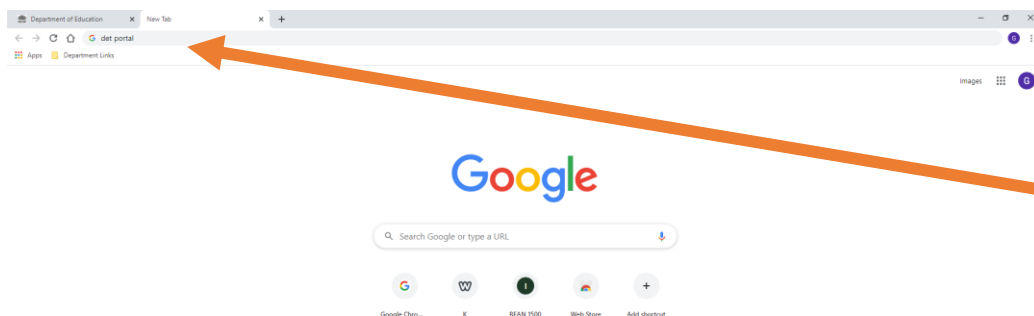 Department of Education New Tab
det portal
Apps Department Links
Images G
Google
Search Google or type a URL
Google Chro... K BEAN 1500 Web Store Add shortcut